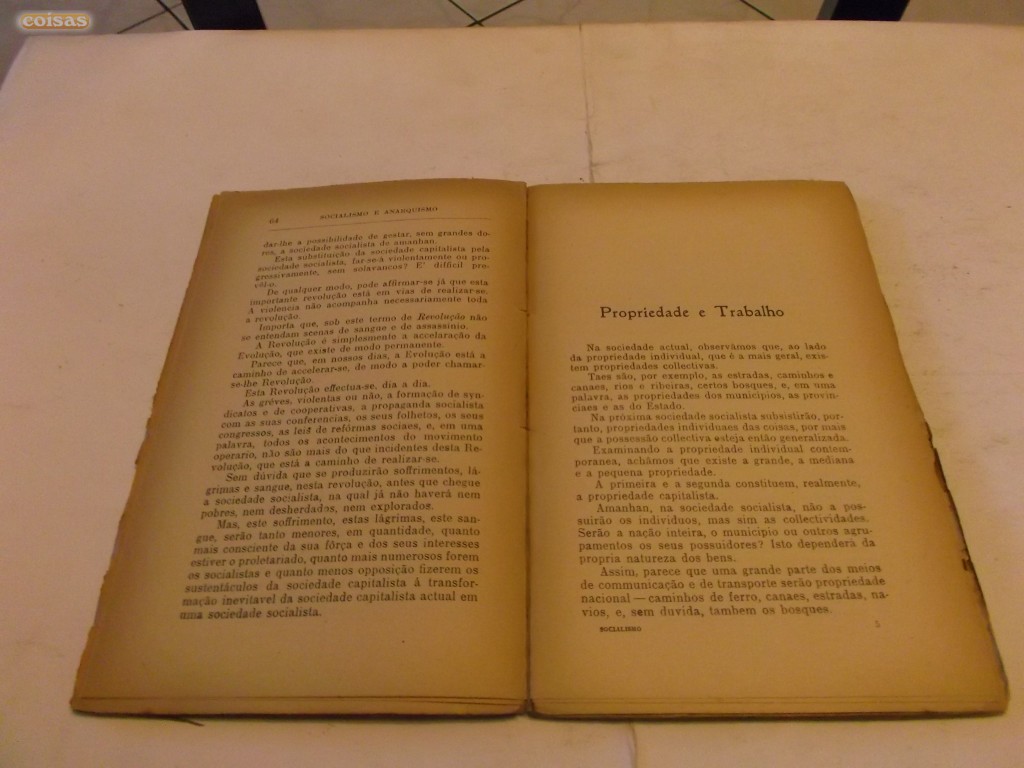 coisas
64 SOCIALISMO E ANARQUISMO
dar-lhe a possibilidade de gestar, sem grandes do-
res, a sociedade socialista de amanhan.
Esta substituição da sociedade capitalista pela
sociedade socialista, far-se-à violentamente ou pro-
gressivamente, sem solavancos? E' difficil pre-
vêl-o.
De qualquer modo, pode affirmar-se já que esta
importante revolução está em vias de realizar-se.
A violencia não acompanha necessariamente toda
a revolução.
Importa que, sob este termo de Revolução não
se entendam scenas de sangue e de assassinio.
A Revolução é simplesmente a acceleração da
Evolução, que existe de modo permanente.
Parece que, em nossos dias, a Evolução está a
caminho de accelerar-se, de modo a poder chamar-
se-lhe Revolução.
Esta Revolução effectua-se, dia a dia.
As gréves, violentas ou não, a formação de syn-
dicatos e de cooperativas, a propaganda socialista
com as suas conferencias, os seus folhetos, os seus
congressos, as leis de refórmas sociaes, e, em uma
palavra, todos os acontecimentos do movimento
operario, não são mais do que incidentes desta Re-
volução, que está a caminho de realizar-se.
Sem dúvida que se produzirão soffrimentos, lá-
grimas e sangue, nesta revolução, antes que chegue
a sociedade socialista, na qual já não haverá nem
pobres, nem desherdados, nem explorados.
Mas, este soffrimento, estas lágrimas, este san-
gue, serão tanto menores, em quantidade, quanto
mais consciente da sua fôrça e dos seus interesses
estiver o proletariado, quanto mais numerosos forem
os socialistas e quanto menos opposição fizerem os
sustentáculos da sociedade capitalista á transfor-
mação inevitavel da sociedade capitalista actual em
uma sociedade socialista.
Propriedade e Trabalho
Na sociedade actual, observâmos que, ao lado
da propriedade individual, que é a mais geral, exis-
tem propriedades collectivas.
Taes são, por exemplo, as estradas, caminhos e
canaes, rios e ribeiras, certos bosques, e, em uma
palavra, as propriedades dos municípios, as provin-
ciaes e as do Estado.
Na próxima sociedade socialista subsistirão, por-
tanto, propriedades individuaes das coisas, por mais
que a possessão collectiva esteja então generalizada.
Examinando a propriedade individual contem-
poranea, achâmos que existe a grande, a mediana
e a pequena propriedade.
A primeira e a segunda constituem, realmente,
a propriedade capitalista.
Amanhan, na sociedade socialista, não a pos-
suirão os individuos, mas sim as collectividades.
Serão a nação inteira, o municipio ou outros agru-
pamentos os seus possuidores? Isto dependerá da
propria natureza dos bens.
Assim, parece que uma grande parte dos meios
de communicação e de transporte serão propriedade
nacional — caminhos de ferro, canaes, estradas, na-
vios, e, sem duvida, tambem os bosques.
SOCIALISMO 5